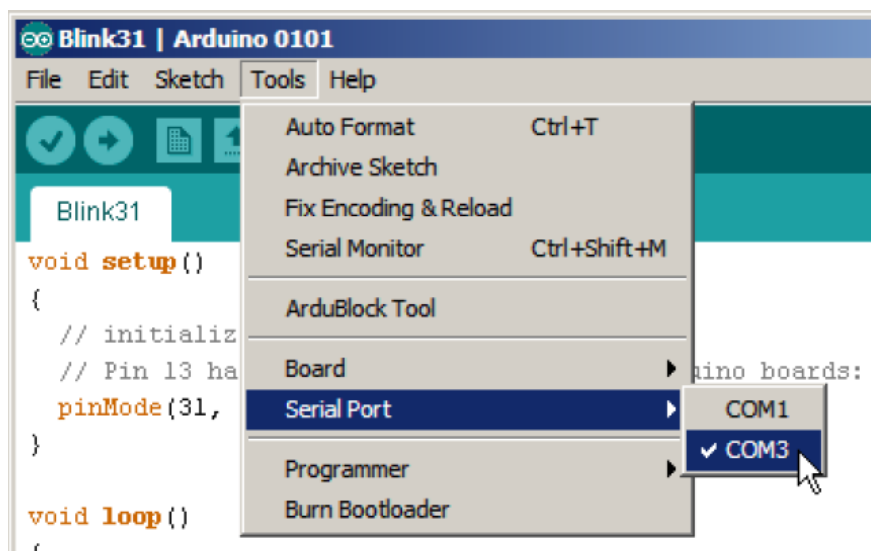 Blink31 | Arduino 0101
File Edit Sketch Tools Help
Auto Format Ctrl+T
Archive Sketch
Fix Encoding & Reload
Serial Monitor Ctrl+Shift+M
ArduBlock Tool
Board
Serial Port
Programmer
Burn Bootloader
COM1
COM3
Blink31
void setup()
{
// initializ
// Pin 13 ha uino boards:
pinMode(31,
}
void loop()
{